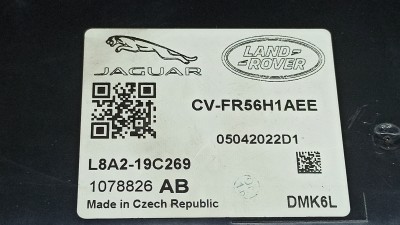 JAGUAR
LAND
ROVER
CV-FR56H1AEE
05042022D1
L8A2-19C269
1078826 AB
Made in Czech Republic
DMK6L